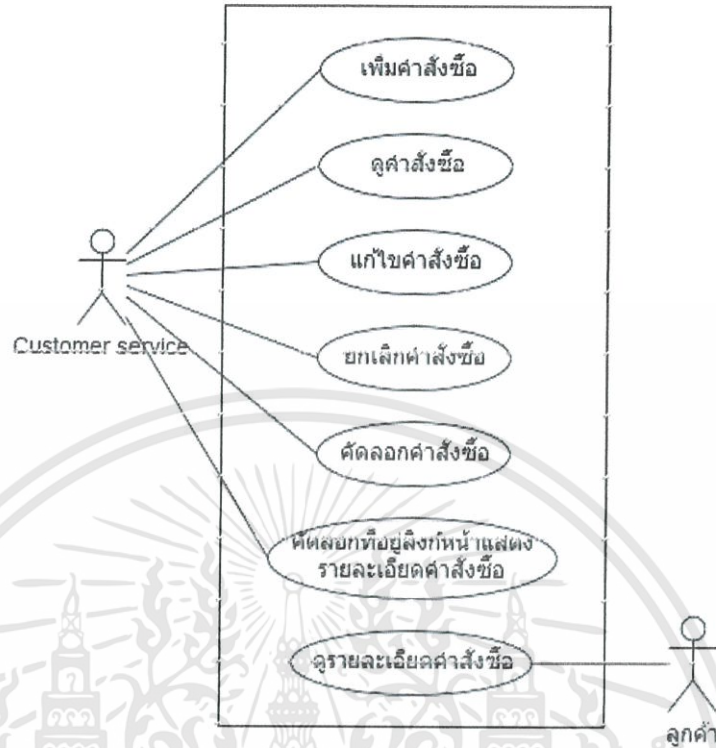 เพิ่มคำสั่งซื้อ
ดูคำสั่งซื้อ
แก้ไขคำสั่งซื้อ
Customer service
ยกเลิกคำสั่งซื้อ
คัดลอกคำสั่งซื้อ
คัดลอกที่อยู่ลิงก์หน้าแสดง
รายละเอียดคำสั่งซื้อ
ดูรายละเอียดคำสั่งซื้อ
ลูกค้า